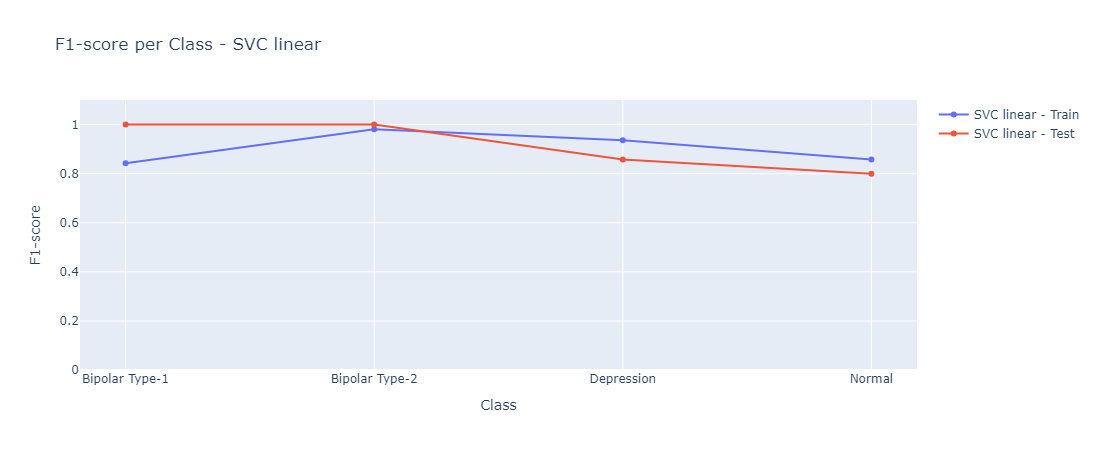 F1-score per Class - SVC linear
SVC linear - Train
SVC linear - Test
F1-score
1
0.8
0.6
0.4
0.2
0
Bipolar Type-1
Bipolar Type-2
Depression
Normal
Class